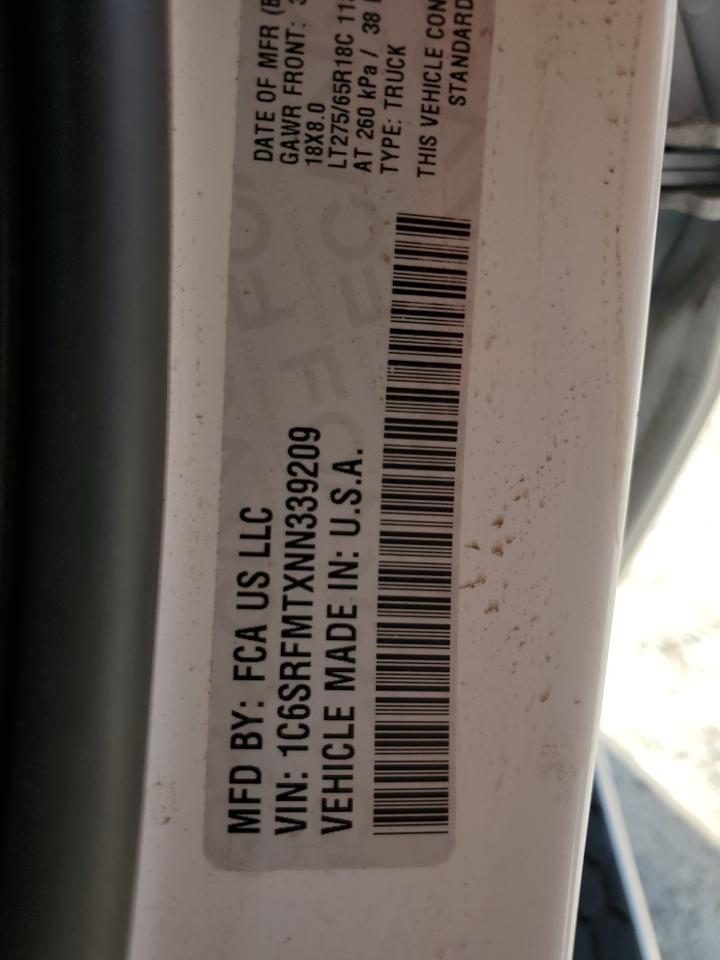 MFD BY: FCA US LLC
VIN: 1C6SRFMTXNN339209
VEHICLE MADE IN: U.S.A.
DATE OF MFR
GAWR FRONT:
18X8.0
LT275/65R18C
AT 260 kPa / 38
TYPE: TRUCK
THIS VEHICLE CON
STANDARD